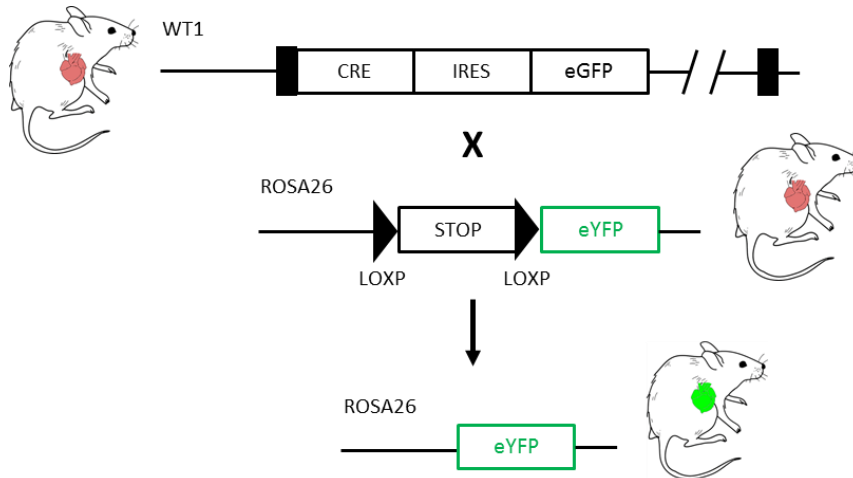 WT1
CRE IRES eGFP
X
ROSA26
STOP eYFP
LOXP LOXP
ROSA26
eYFP